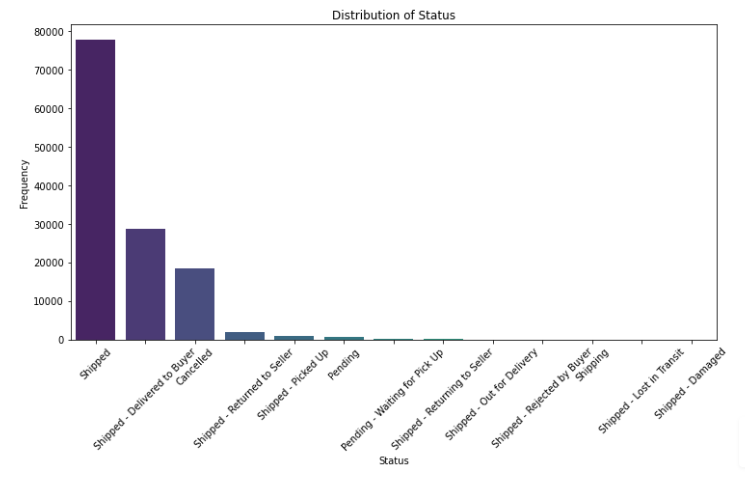 Distribution of Status
80000
70000
60000
50000
40000
30000
20000
10000
0
Frequency
Shipped
Shipped - Delivered to Buyer
Cancelled
Shipped - Returned to Seller
Shipped - Picked Up
Pending
Pending - Waiting for Pick Up
Shipped - Returning to Seller
Shipped - Out for Delivery
Shipped - Rejected by Buyer
Shipping
Shipped - Lost in Transit
Shipped - Damaged
Status